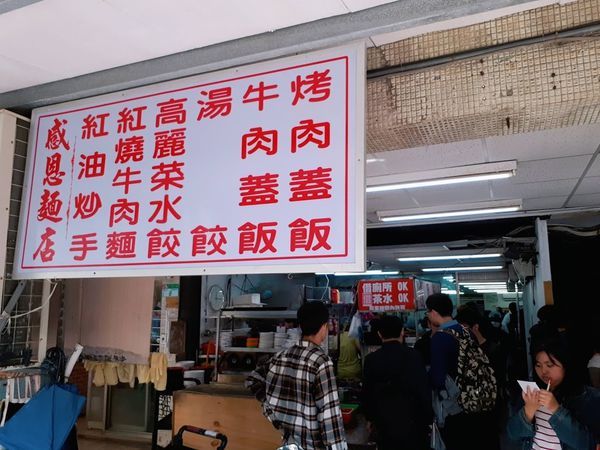 感恩麵店
紅油炒手
紅燒牛肉麵
高麗菜水餃
湯餃
牛肉蓋飯
烤肉蓋飯
借廁所 OK
茶水 OK